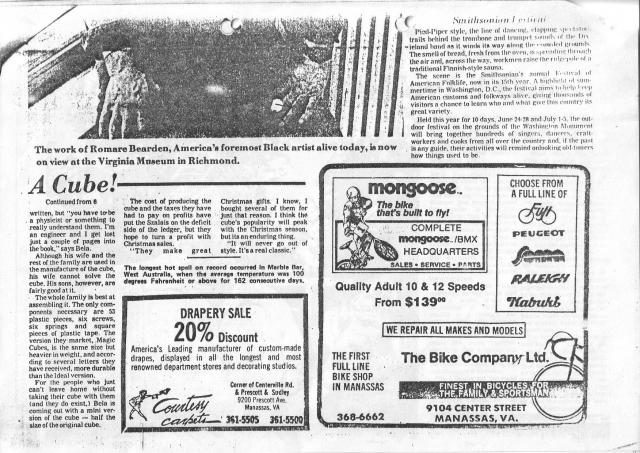 Smithsonian Festival
Pied-Piper style, the line of dancing, clapping spectators
trails behind the trombone and trumpet sounds of the Dix-
ieland band as it winds its way along the crowded grounds.
The smell of bread, fresh from the oven, is spreading through
the air and, across the way, workmen raise the ridgepole of a
traditional Finnish-style sauna.
The scene is the Smithsonian's annual Festival of
American Folklife, now in its 15th year. A highlight of sum-
mertime in Washington, D.C., the festival aims to help keep
American customs and folkways alive, giving thousands of
visitors a chance to learn who and what give this country its
great variety.
Held this year for 10 days, June 24-28 and July 1-5, the out-
door festival on the grounds of the Washington Monument
will bring together hundreds of singers, dancers, craft-
workers and cooks from all over the country and, if the past
is any guide, their activities will remind onlooking old-timers
how things used to be.
The work of Romare Bearden, America's foremost Black artist alive today, is now
on view at the Virginia Museum in Richmond.
A Cube!
Continued from 6
written, but "you have to be
a physicist or something to
really understand them. I'm
an engineer and I get lost
just a couple of pages into
the book," says Bela.
Although his wife and the
rest of the family are used in
the manufacture of the cube,
his wife cannot solve the
cube. His sons, however, are
fairly good at it.
The whole family is best at
assembling it. The only com-
ponents necessary are 53
plastic pieces, six screws,
six springs and square
pieces of plastic tape. The
version they market, Magic
Cubes, is the same size but
heavier in weight, and accor-
ding to several letters they
have received, more durable
than the Ideal version.
For the people who just
can't leave home without
taking their cube with them
(and they do exist,) Bela is
coming out with a mini ver-
sion of the cube — half the
size of the original cube.
The cost of producing the
cube and the taxes they have
had to pay on profits have
put the Szalais on the deficit
side of the ledger, but they
hope to turn a profit with
Christmas sales.
"They make great
Christmas gifts. I know, I
bought several of them for
just that reason. I think the
cube's popularity will peak
with the Christmas season,
but its an enduring thing.
"It will never go out of
style. It's a real classic."
The longest hot spell on record occurred in Marble Bar,
West Australia, when the average temperature was 100
degrees Fahrenheit or above for 162 consecutive days.
DRAPERY SALE
20% Discount
America's Leading manufacturer of custom-made
drapes, displayed in all the longest and most
renowned department stores and decorating studios.
Courtesy
carpets
Corner of Centerville Rd.
& Prescott & Sudley
9200 Prescott Ave.
Manassas, VA
361-5505 361-5500
mongoose
The bike
that's built to fly!
COMPLETE
mongoose/BMX
HEADQUARTERS
SALES • SERVICE • PARTS
CHOOSE FROM
A FULL LINE OF
Fuji
PEUGEOT
RALEIGH
Kabuki
Quality Adult 10 & 12 Speeds
From $139⁰⁰
WE REPAIR ALL MAKES AND MODELS
THE FIRST
FULL LINE
BIKE SHOP
IN MANASSAS
The Bike Company Ltd.
FINEST IN BICYCLES FOR
THE FAMILY & SPORTSMAN
368-6662
9104 CENTER STREET
MANASSAS, VA.